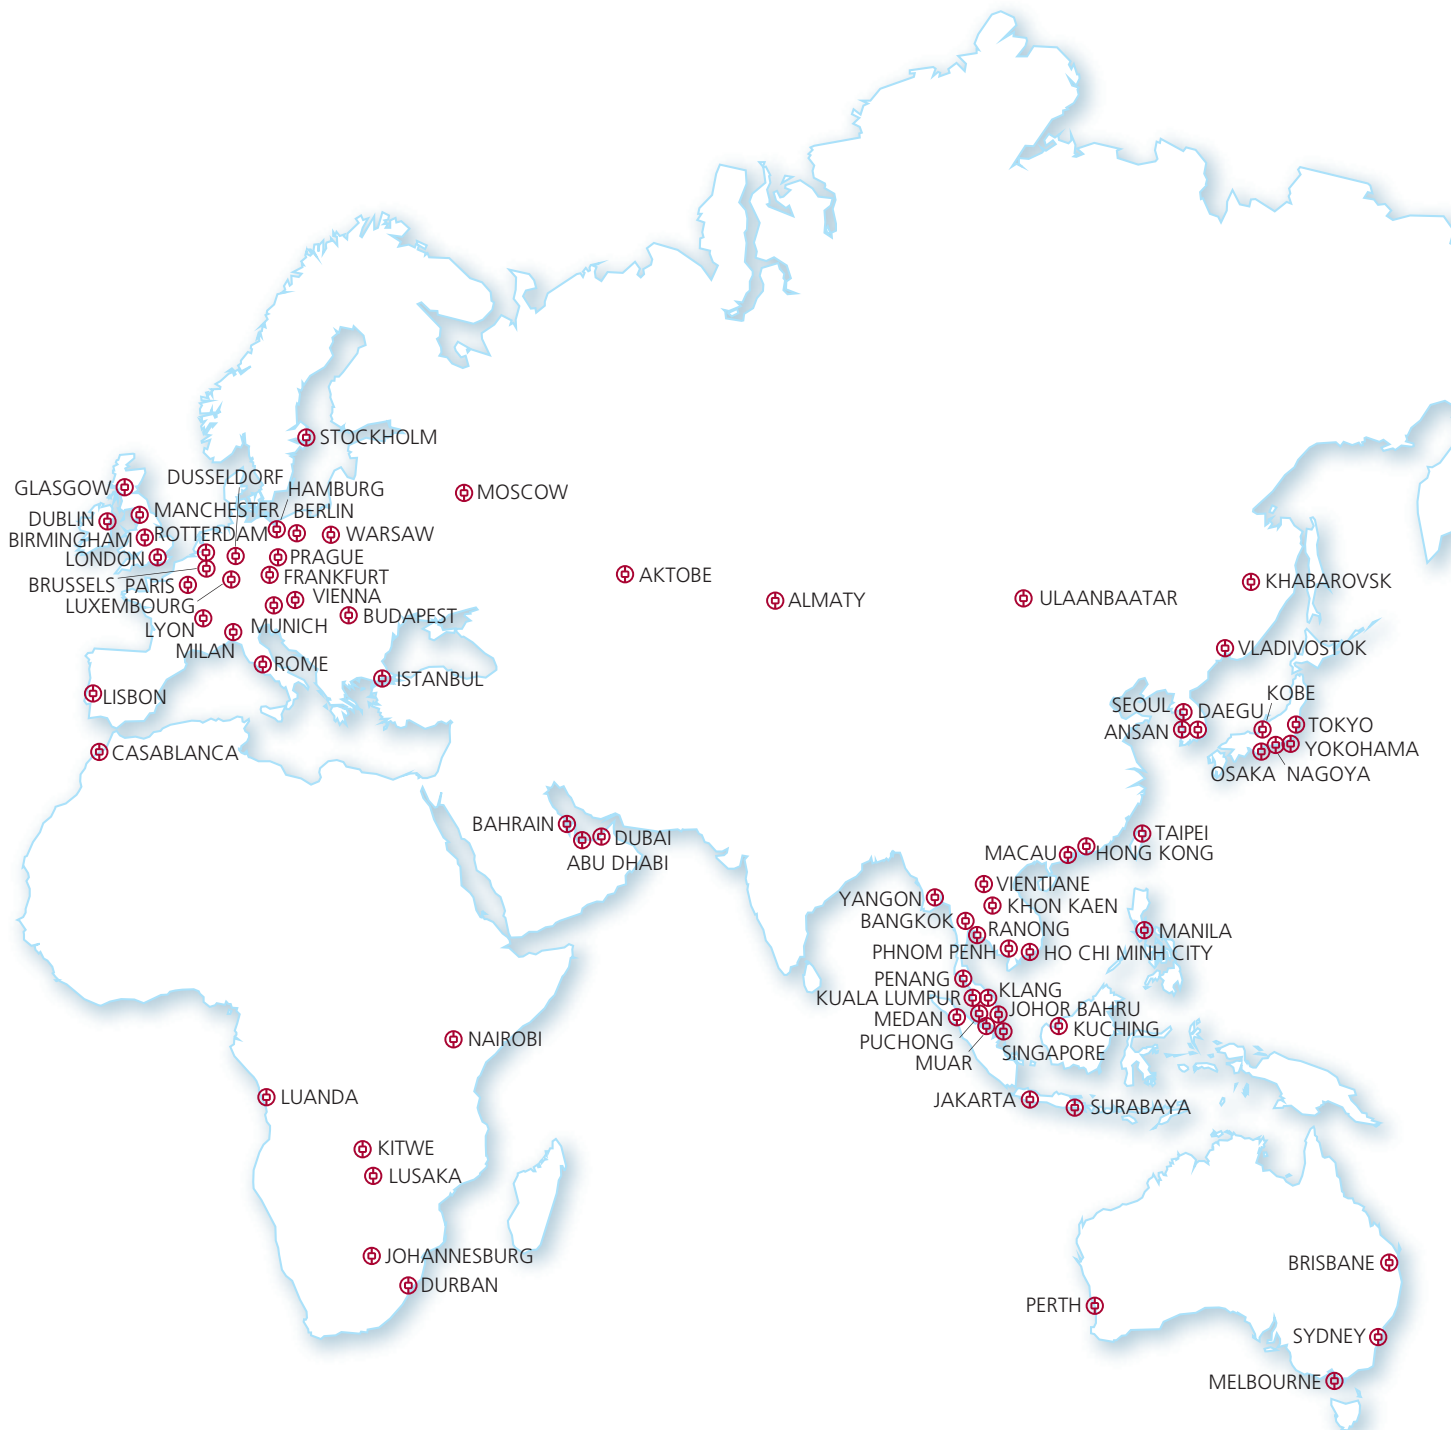 STOCKHOLM
DUSSELDORF
HAMBURG
GLASGOW
MOSCOW
MANCHESTER
BERLIN
DUBLIN
BIRMINGHAM
ROTTERDAM
WARSAW
LONDON
PRAGUE
BRUSSELS
PARIS
FRANKFURT
AKTOBE
KHABAROVSK
LUXEMBOURG
VIENNA
ALMATY
ULAANBAATAR
BUDAPEST
LYON
MUNICH
MILAN
VLADIVOSTOK
ROME
ISTANBUL
LISBON
KOBE
SEOUL
DAEGU
TOKYO
ANSAN
YOKOHAMA
CASABLANCA
OSAKA
NAGOYA
BAHRAIN
DUBAI
ABU DHABI
TAIPEI
MACAU
HONG KONG
VIENTIANE
YANGON
KHON KAEN
BANGKOK
RANONG
MANILA
PHNOM PENH
HO CHI MINH CITY
PENANG
KLANG
KUALA LUMPUR
JOHOR BAHRU
MEDAN
KUCHING
PUCHONG
SINGAPORE
MUAR
NAIROBI
LUANDA
JAKARTA
SURABAYA
KITWE
LUSAKA
JOHANNESBURG
DURBAN
BRISBANE
PERTH
SYDNEY
MELBOURNE